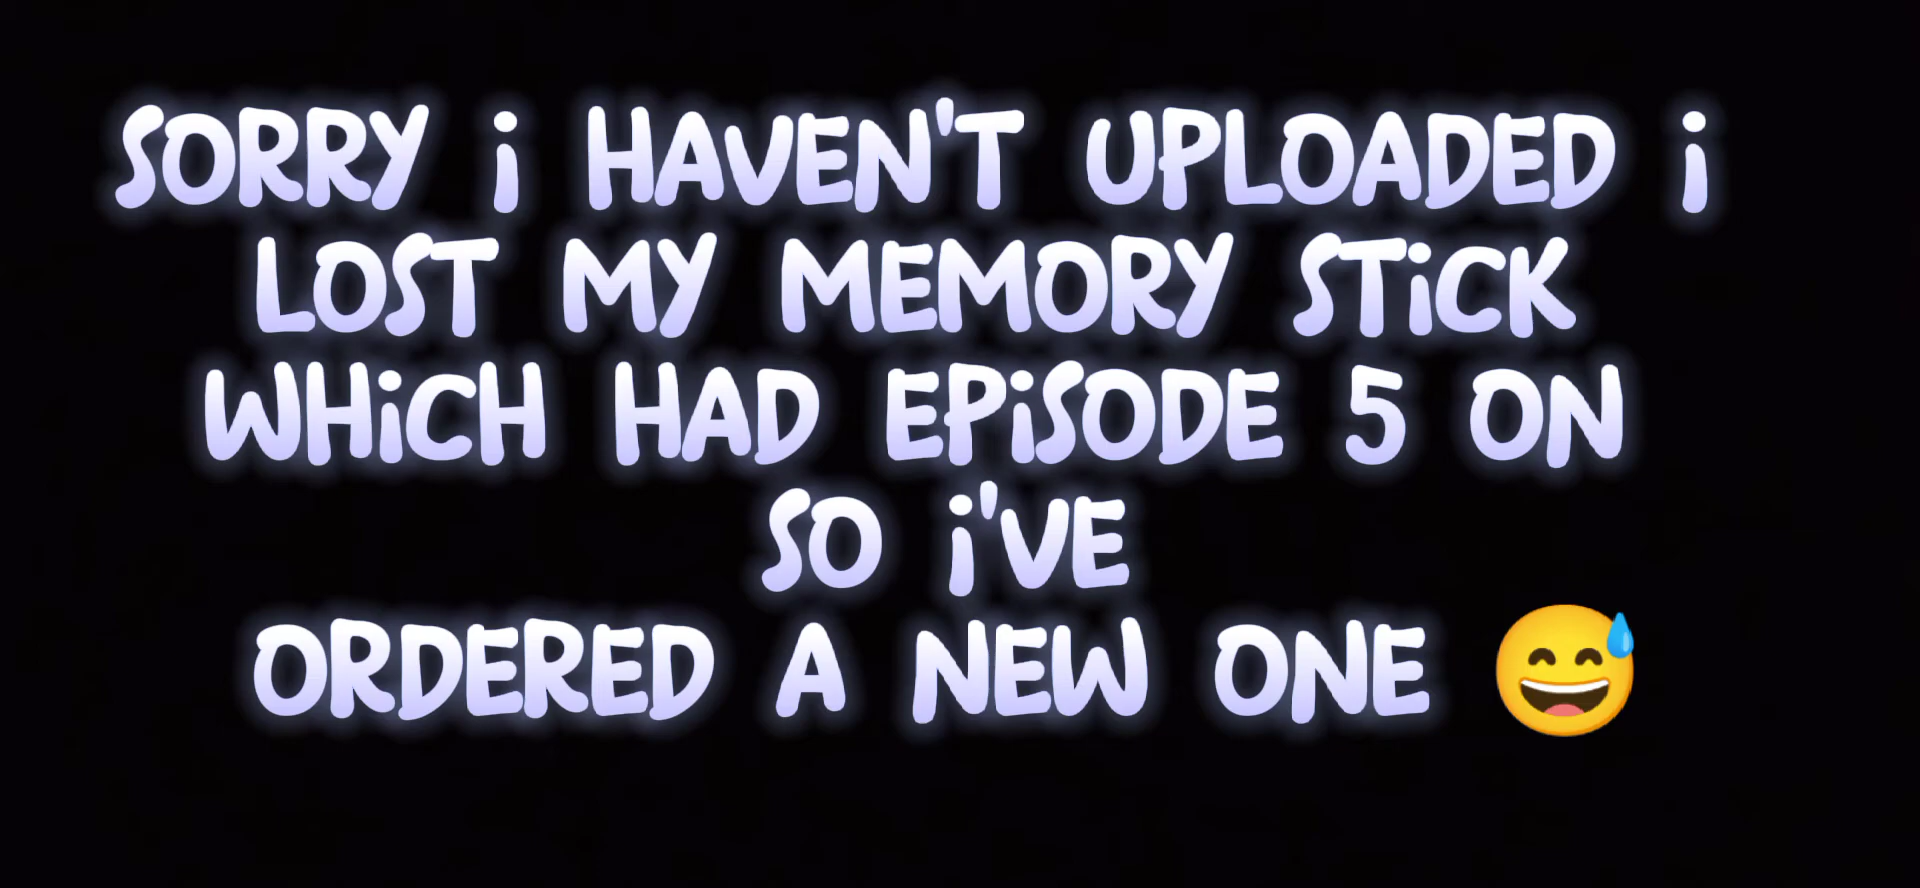 SORRY i HAVEN'T UPLOADED i
LOST MY MEMORY STiCK
WHiCH HAD EPiSODE 5 ON
SO i'VE
ORDERED A NEW ONE 😅